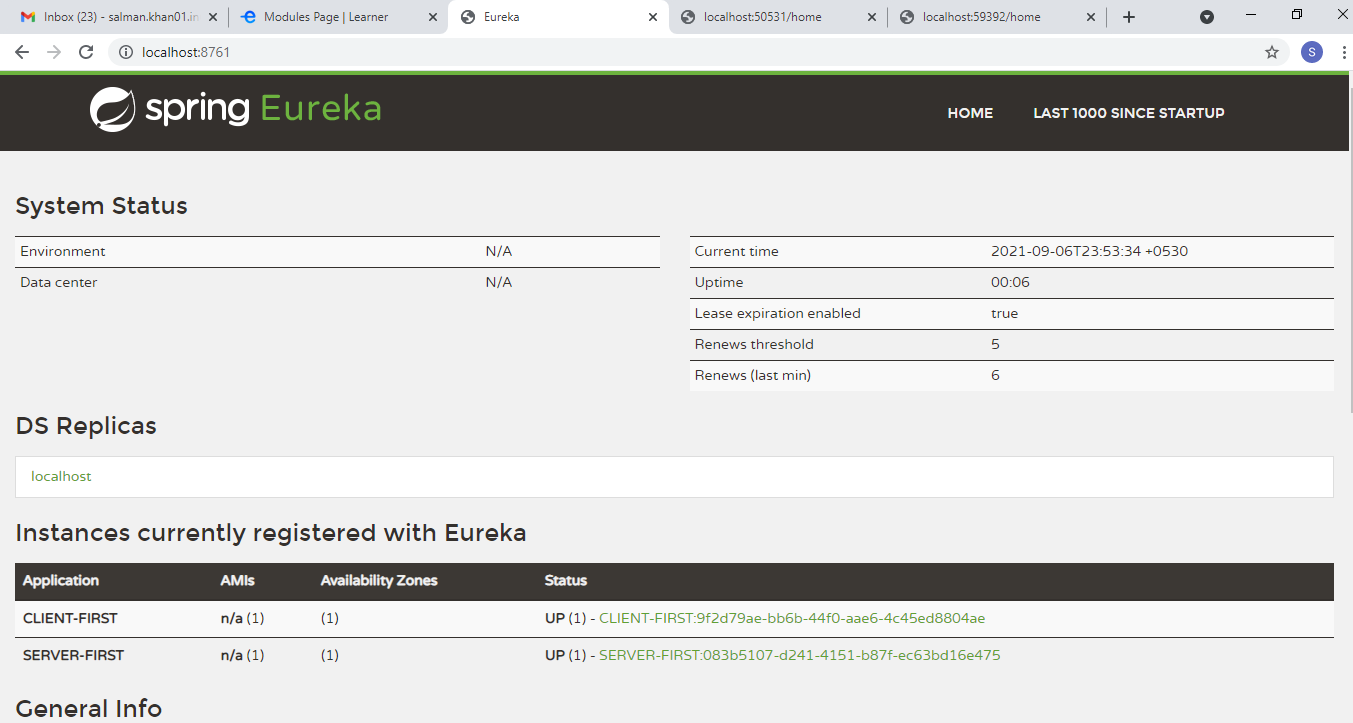 Inbox (23) - salman.khan01.in
Modules Page | Learner
Eureka
localhost:50531/home
localhost:59392/home
localhost:8761
S
spring Eureka
HOME
LAST 1000 SINCE STARTUP
System Status
Environment N/A
Data center N/A
Current time 2021-09-06T23:53:34 +0530
Uptime 00:06
Lease expiration enabled true
Renews threshold 5
Renews (last min) 6
DS Replicas
localhost
Instances currently registered with Eureka
Application AMIs Availability Zones Status
CLIENT-FIRST n/a (1) (1) UP (1) - CLIENT-FIRST:9f2d79ae-bb6b-44f0-aae6-4c45ed8804ae
SERVER-FIRST n/a (1) (1) UP (1) - SERVER-FIRST:083b5107-d241-4151-b87f-ec63bd16e475
General Info